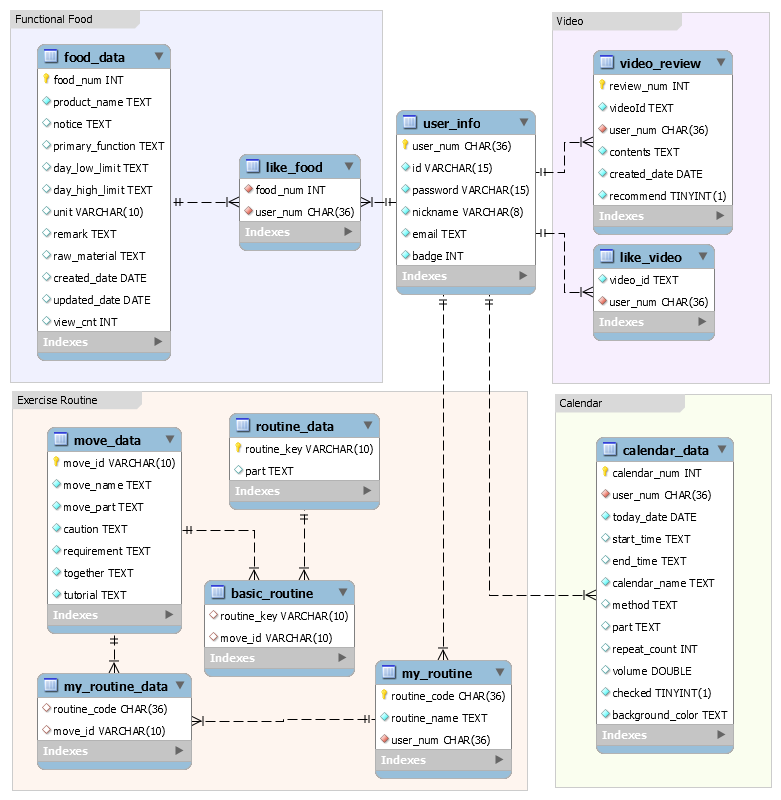 Functional Food
food_data
food_num INT
product_name TEXT
notice TEXT
primary_function TEXT
day_low_limit TEXT
day_high_limit TEXT
unit VARCHAR(10)
remark TEXT
raw_material TEXT
created_date DATE
updated_date DATE
view_cnt INT
Indexes
like_food
food_num INT
user_num CHAR(36)
Indexes
user_info
user_num CHAR(36)
id VARCHAR(15)
password VARCHAR(15)
nickname VARCHAR(8)
email TEXT
badge INT
Indexes
Video
video_review
review_num INT
videoId TEXT
user_num CHAR(36)
contents TEXT
created_date DATE
recommend TINYINT(1)
Indexes
like_video
video_id TEXT
user_num CHAR(36)
Indexes
Exercise Routine
move_data
move_id VARCHAR(10)
move_name TEXT
move_part TEXT
caution TEXT
requirement TEXT
together TEXT
tutorial TEXT
Indexes
routine_data
routine_key VARCHAR(10)
part TEXT
Indexes
basic_routine
routine_key VARCHAR(10)
move_id VARCHAR(10)
Indexes
my_routine_data
routine_code CHAR(36)
move_id VARCHAR(10)
Indexes
my_routine
routine_code CHAR(36)
routine_name TEXT
user_num CHAR(36)
Indexes
Calendar
calendar_data
calendar_num INT
user_num CHAR(36)
today_date DATE
start_time TEXT
end_time TEXT
calendar_name TEXT
method TEXT
part TEXT
repeat_count INT
volume DOUBLE
checked TINYINT(1)
background_color TEXT
Indexes